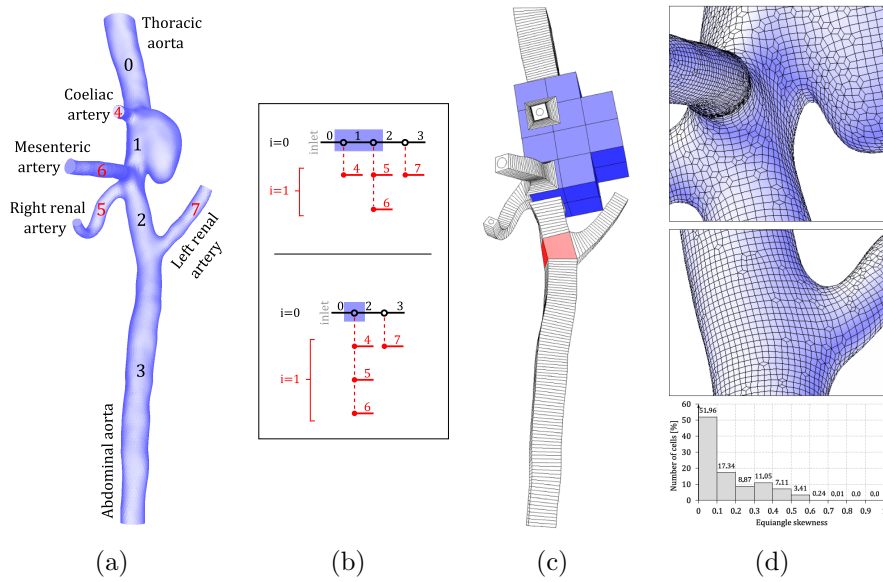 Thoracic
aorta
0
Coeliac
artery
4
1
Mesenteric
artery
6
Right renal
artery
5
2
7
Left renal
artery
3
Abdominal aorta
(a)
inlet
0 1 2 3
i=0
4 5 7
i=1
6
inlet
0 2 3
i=0
4 7
i=1
5
6
(b)
(c)
Number of cells [%]
60
50
40
30
20
10
0
51,96
17,34
8,87
11,05
7,11
3,41
0,24
0,01
0,0
0,0
0 0.1 0.2 0.3 0.4 0.5 0.6 0.7 0.8 0.9 1
Equiangle skewness
(d)